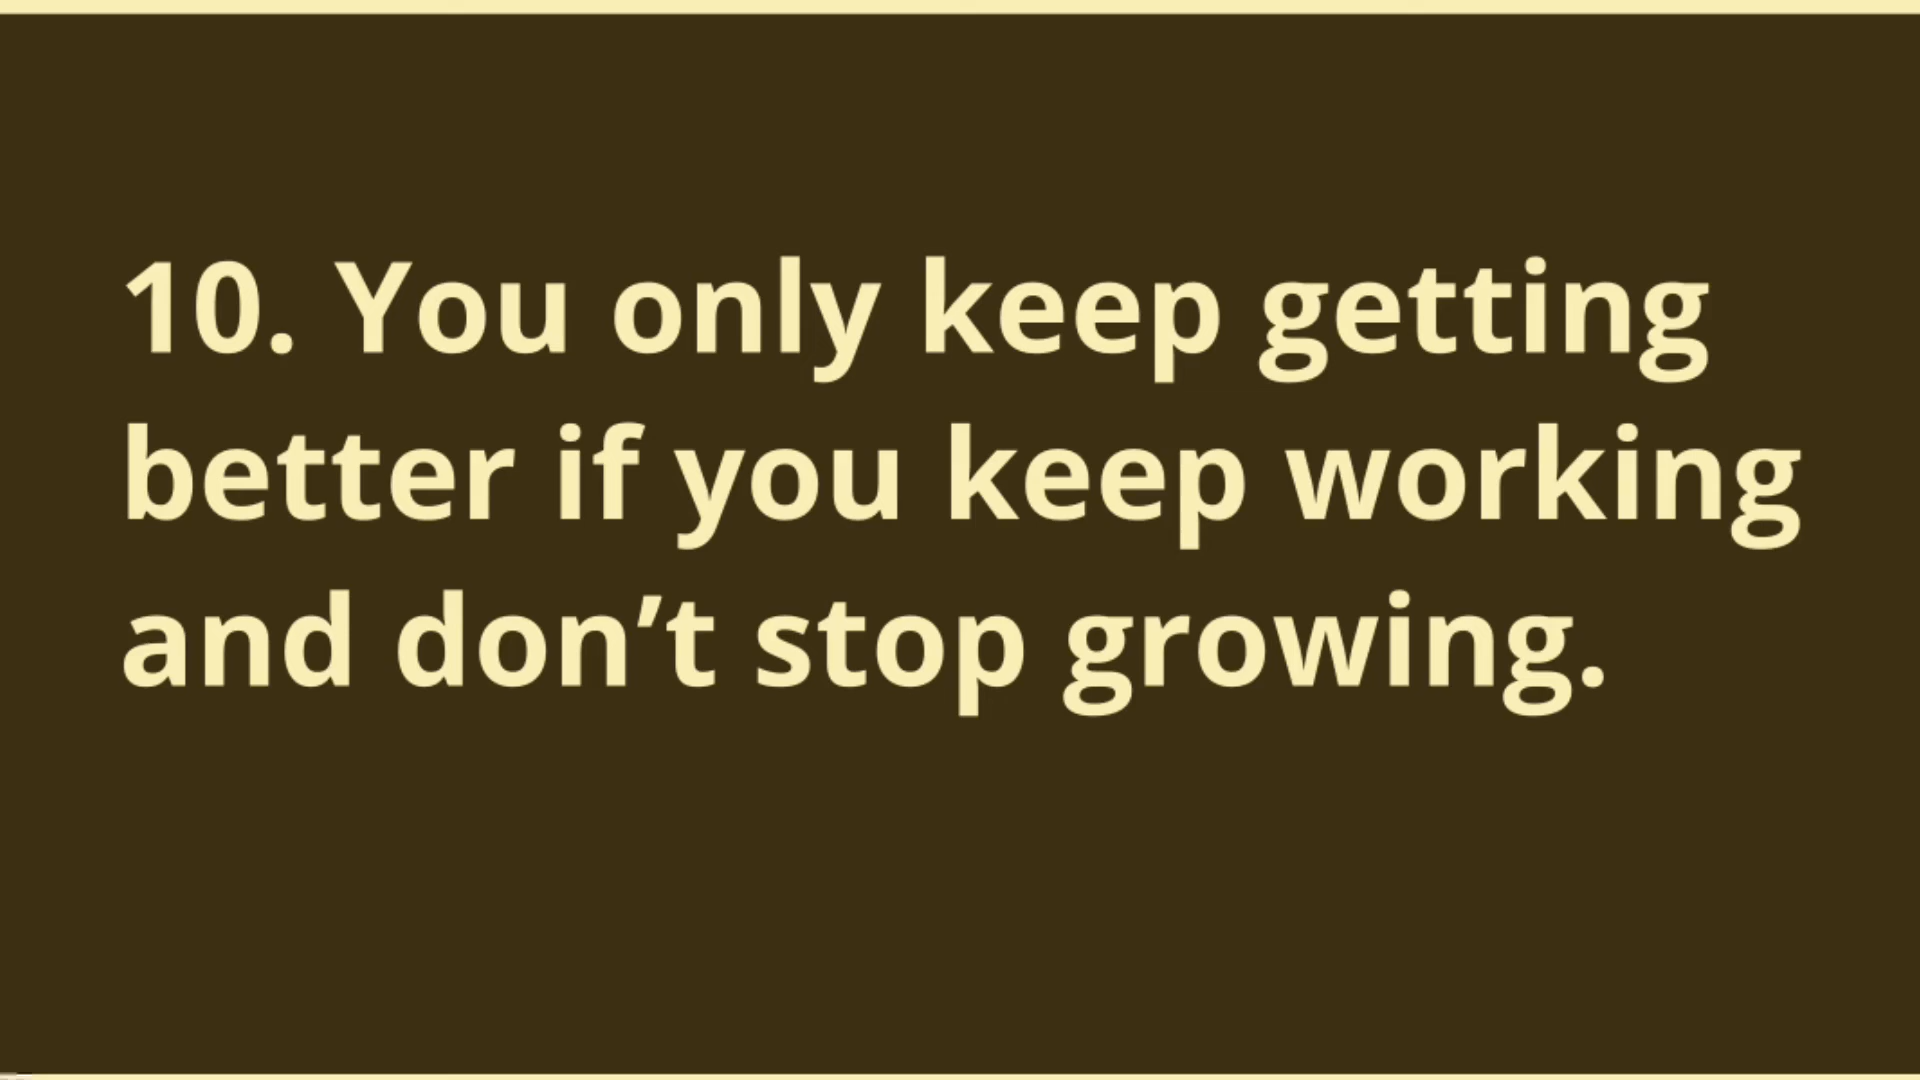 10. You only keep getting
better if you keep working
and don’t stop growing.